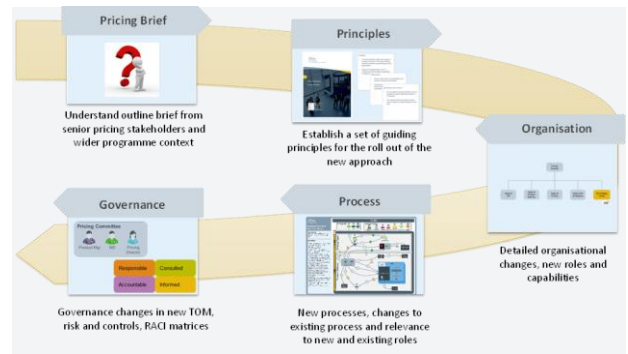 Pricing Brief
Understand outline brief from
senior pricing stakeholders and
wider programme context
Principles
Establish a set of guiding
principles for the roll out of the
new approach
Organisation
Detailed organisational
changes, new roles and
capabilities
Process
New processes, changes to
existing process and relevance
to new and existing roles
Governance
Pricing Committee
Responsible
Consulted
Accountable
Informed
Governance changes in new TOM,
risk and controls, RACI matrices